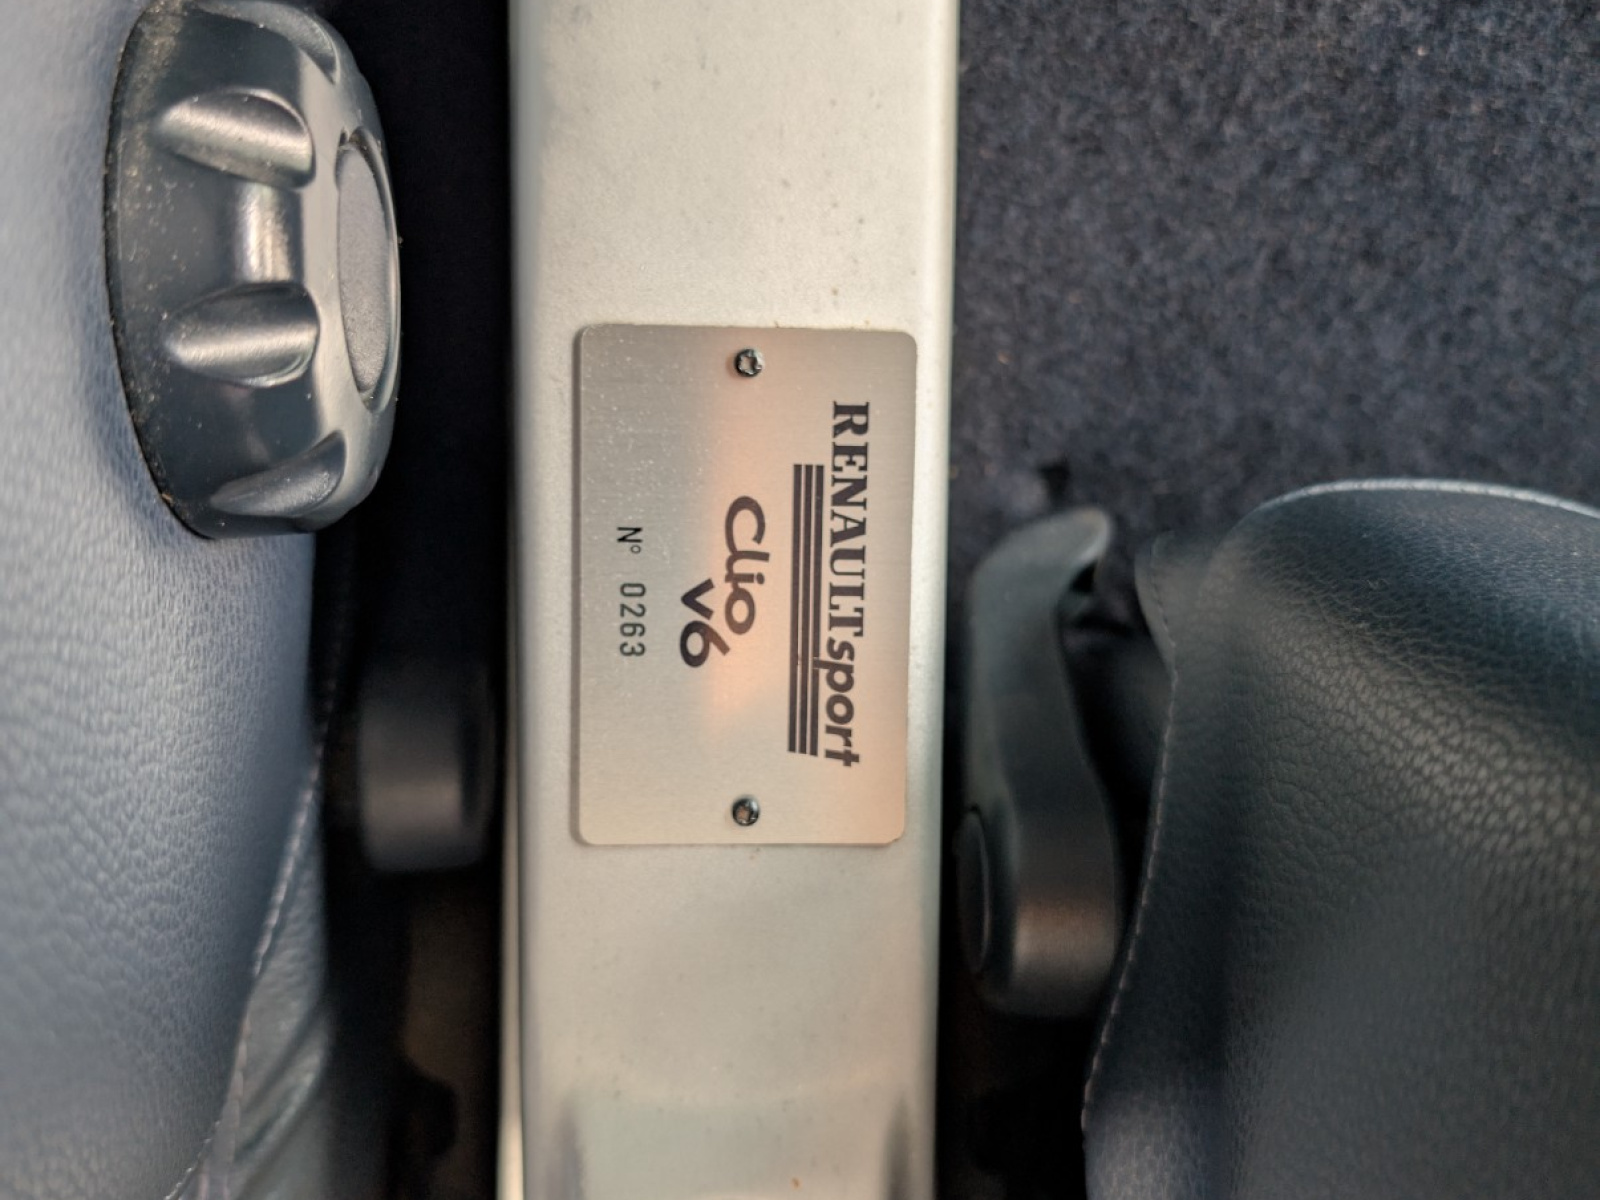 RENAULTsport
Clio
V6
N° 0263